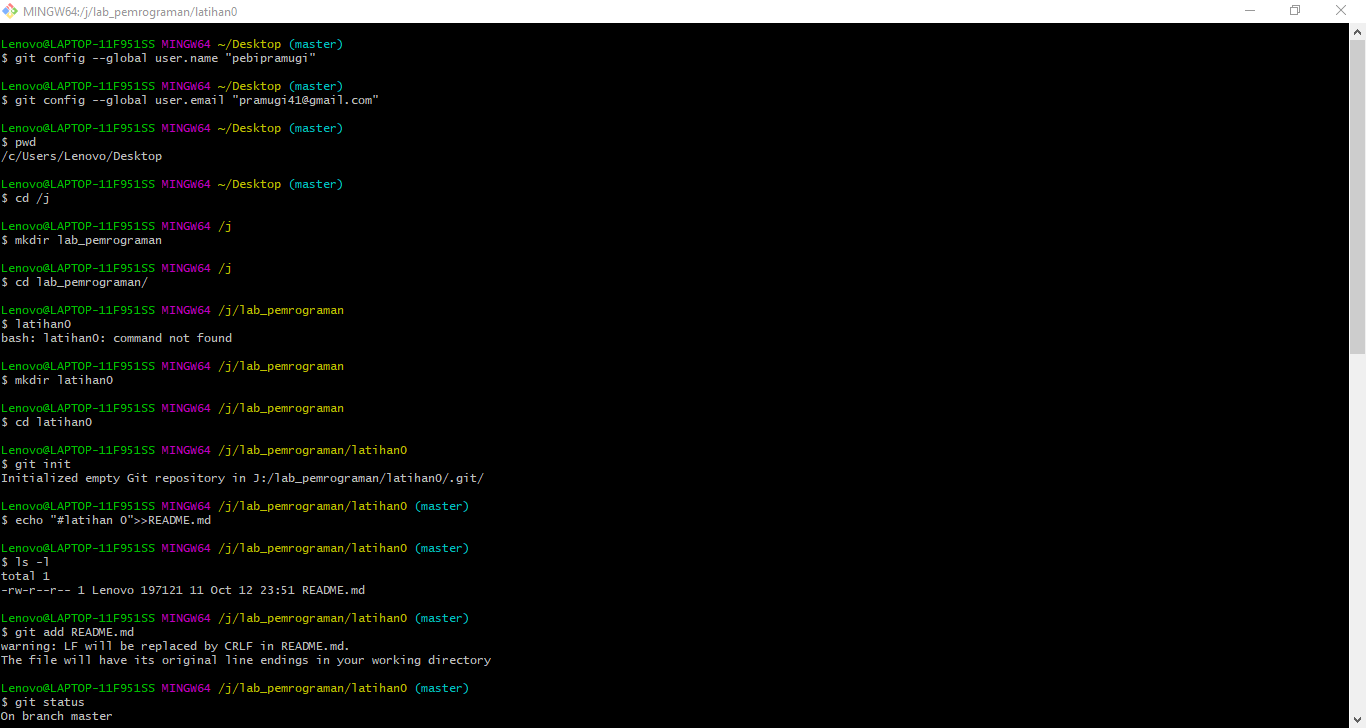 MINGW64:/j/lab_pemrograman/latihan0
Lenovo@LAPTOP-11F951SS MINGW64 ~/Desktop (master)
$ git config --global user.name "pebipramugi"
Lenovo@LAPTOP-11F951SS MINGW64 ~/Desktop (master)
$ git config --global user.email "pramugi41@gmail.com"
Lenovo@LAPTOP-11F951SS MINGW64 ~/Desktop (master)
$ pwd
/c/Users/Lenovo/Desktop
Lenovo@LAPTOP-11F951SS MINGW64 ~/Desktop (master)
$ cd /j
Lenovo@LAPTOP-11F951SS MINGW64 /j
$ mkdir lab_pemrograman
Lenovo@LAPTOP-11F951SS MINGW64 /j
$ cd lab_pemrograman/
Lenovo@LAPTOP-11F951SS MINGW64 /j/lab_pemrograman
$ latihan0
bash: latihan0: command not found
Lenovo@LAPTOP-11F951SS MINGW64 /j/lab_pemrograman
$ mkdir latihan0
Lenovo@LAPTOP-11F951SS MINGW64 /j/lab_pemrograman
$ cd latihan0
Lenovo@LAPTOP-11F951SS MINGW64 /j/lab_pemrograman/latihan0
$ git init
Initialized empty Git repository in J:/lab_pemrograman/latihan0/.git/
Lenovo@LAPTOP-11F951SS MINGW64 /j/lab_pemrograman/latihan0 (master)
$ echo "#latihan 0">>README.md
Lenovo@LAPTOP-11F951SS MINGW64 /j/lab_pemrograman/latihan0 (master)
$ ls -l
total 1
-rw-r--r-- 1 Lenovo 197121 11 Oct 12 23:51 README.md
Lenovo@LAPTOP-11F951SS MINGW64 /j/lab_pemrograman/latihan0 (master)
$ git add README.md
warning: LF will be replaced by CRLF in README.md.
The file will have its original line endings in your working directory
Lenovo@LAPTOP-11F951SS MINGW64 /j/lab_pemrograman/latihan0 (master)
$ git status
On branch master